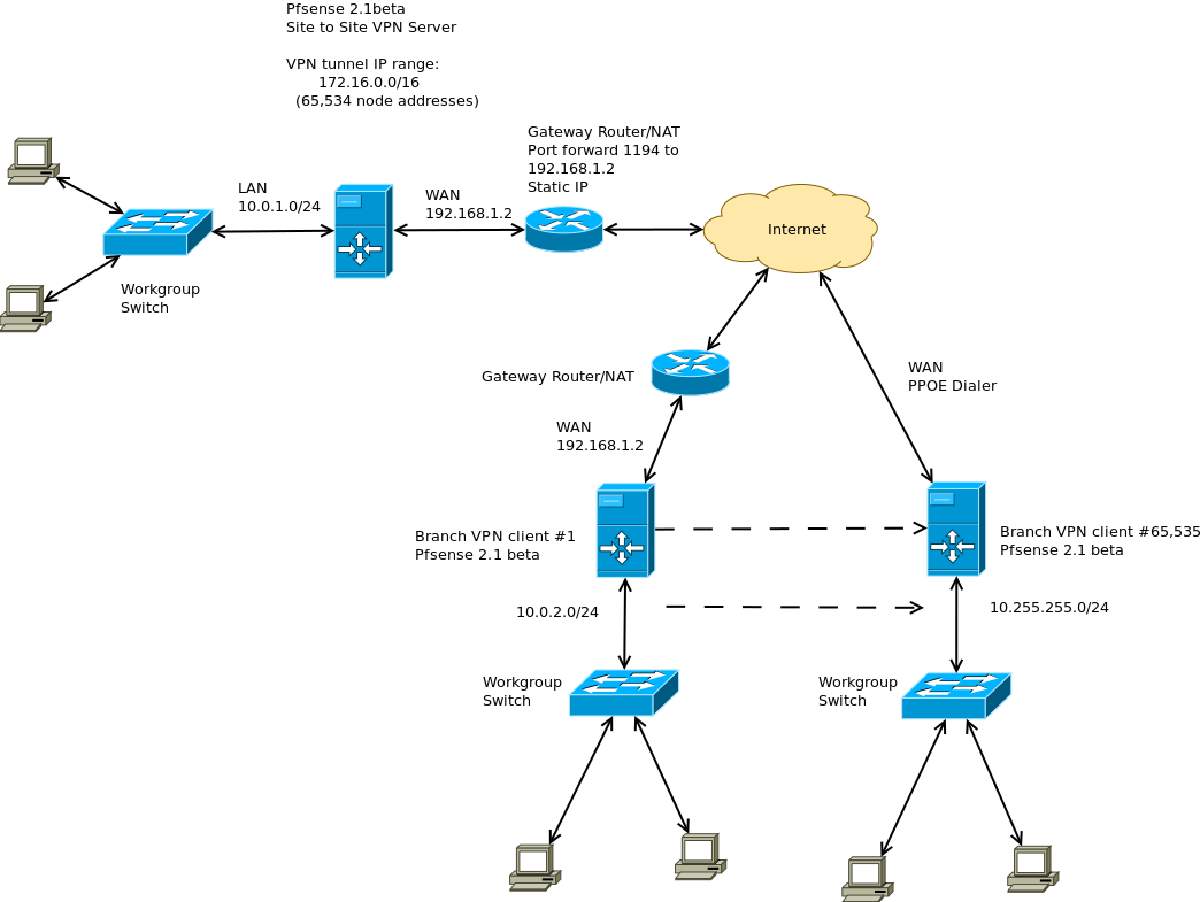 Pfsense 2.1beta
Site to Site VPN Server
VPN tunnel IP range:
172.16.0.0/16
(65,534 node addresses)
Gateway Router/NAT
Port forward 1194 to
192.168.1.2
Static IP
LAN
10.0.1.0/24
WAN
192.168.1.2
Internet
Workgroup
Switch
Gateway Router/NAT
WAN
PPOE Dialer
WAN
192.168.1.2
Branch VPN client #1
Pfsense 2.1 beta
Branch VPN client #65,535
Pfsense 2.1 beta
10.0.2.0/24
10.255.255.0/24
Workgroup
Switch
Workgroup
Switch